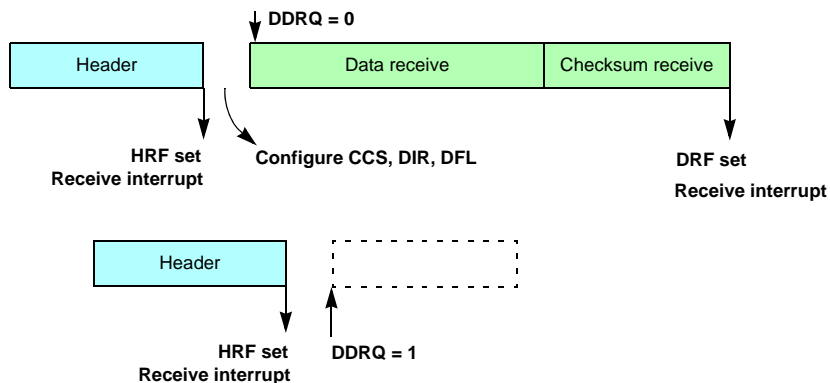 DDRQ = 0
Header
Data receive
Checksum receive
HRF set
Receive interrupt
Configure CCS, DIR, DFL
DRF set
Receive interrupt
Header
HRF set
Receive interrupt
DDRQ = 1